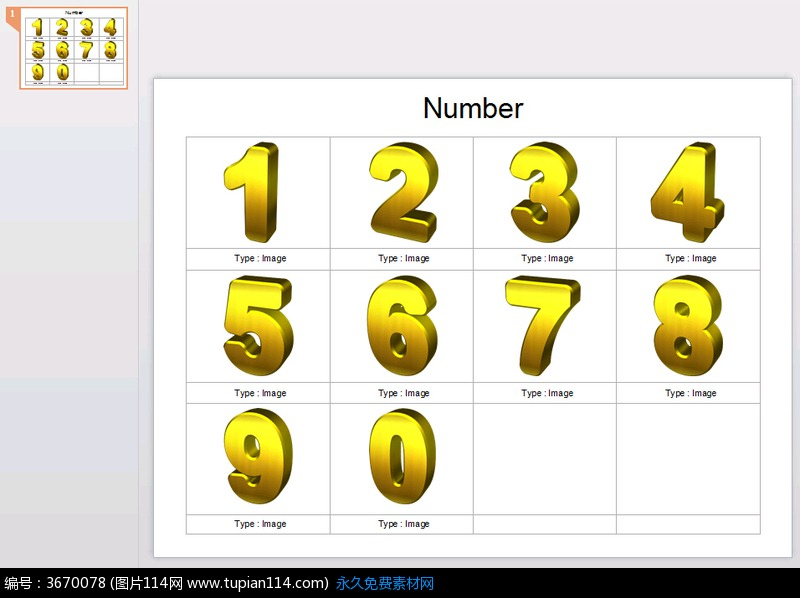 1
Number
1 2 3 4
Type : Image Type : Image Type : Image Type : Image
5 6 7 8
Type : Image Type : Image Type : Image Type : Image
9 0
Type : Image Type : Image
编号：3670078 (图片114网 www.tupian114.com) 永久免费素材网